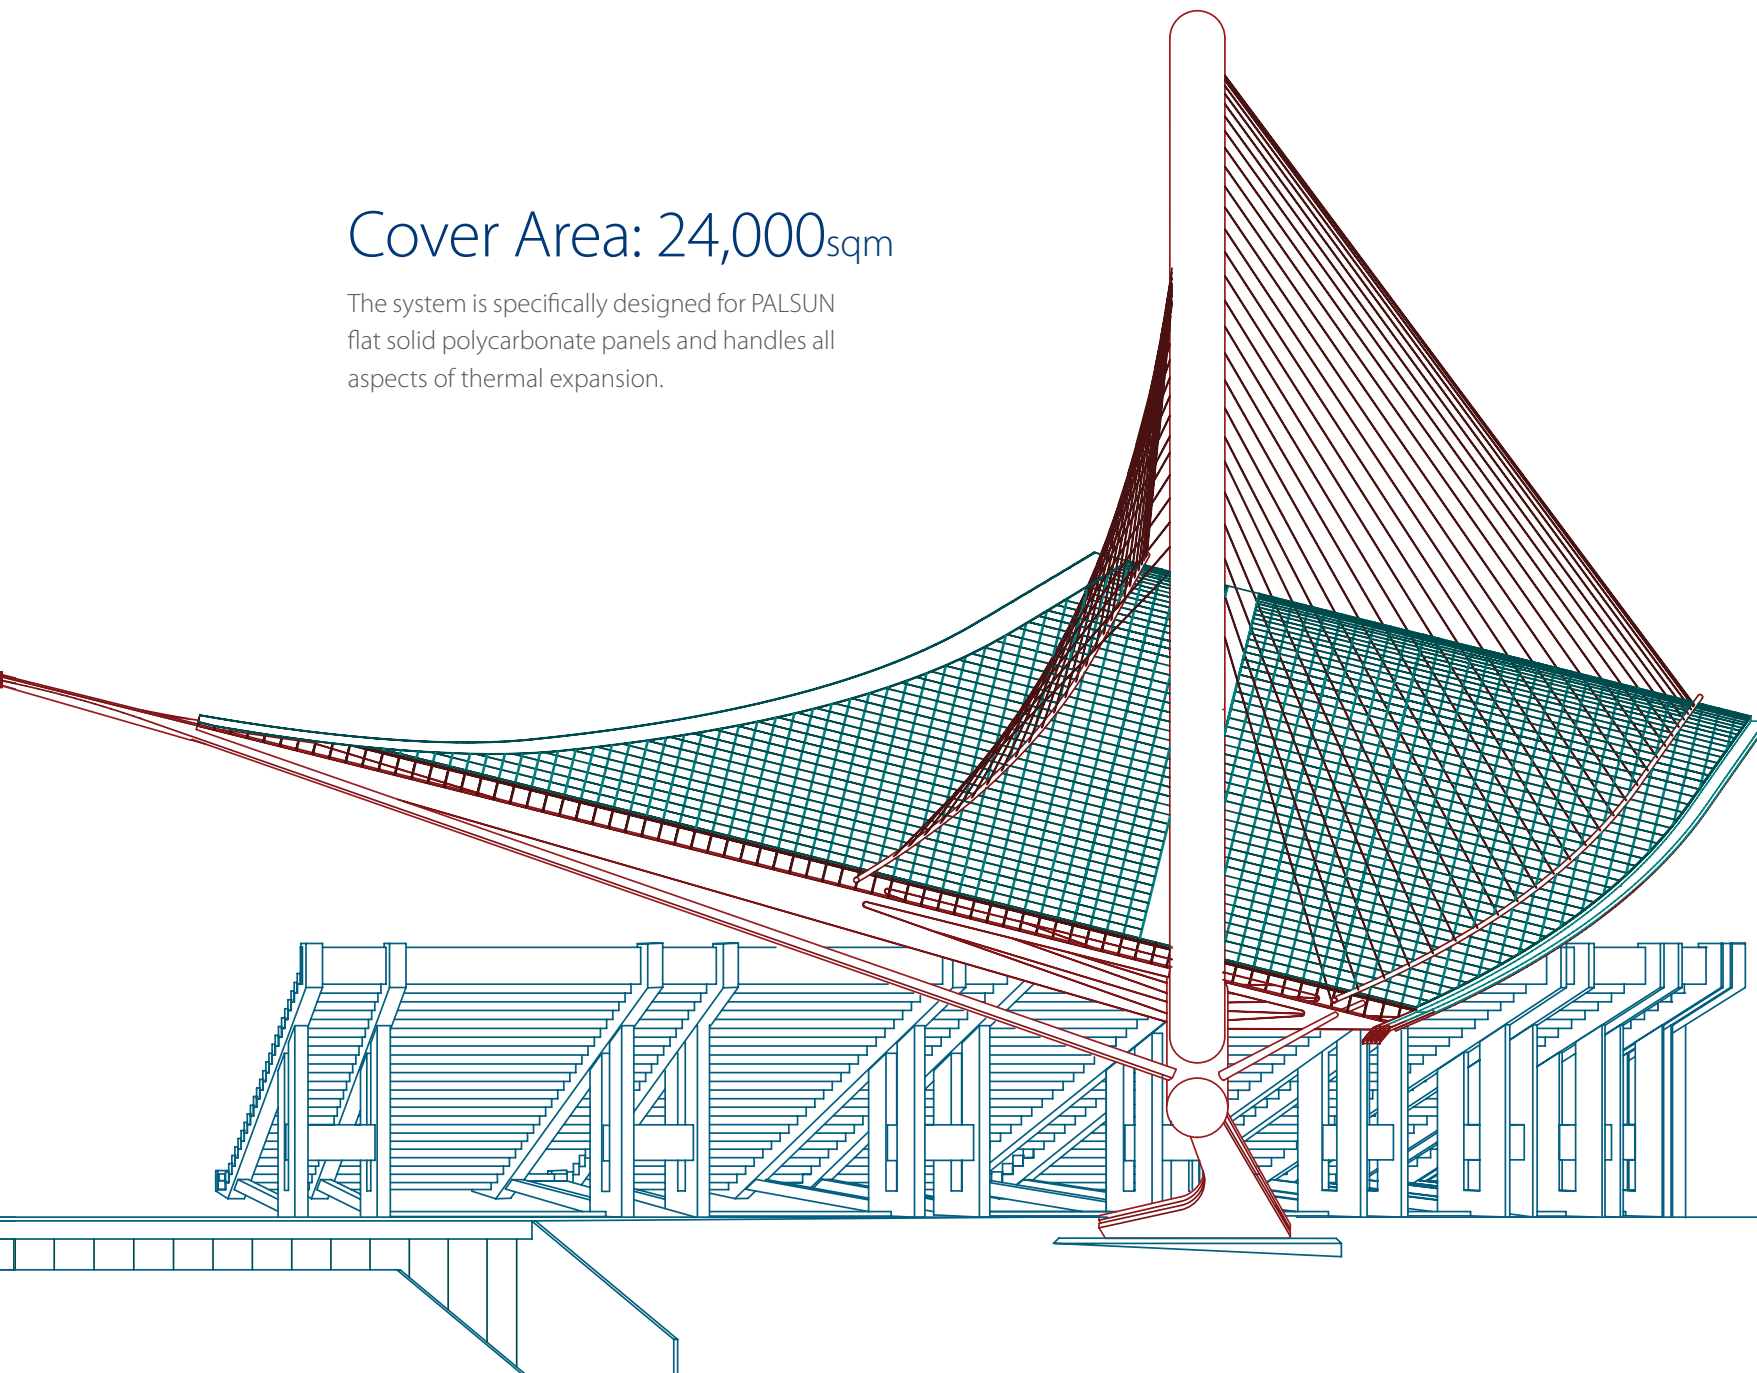 Cover Area: 24,000sqm
The system is specifically designed for PALSUN
flat solid polycarbonate panels and handles all
aspects of thermal expansion.